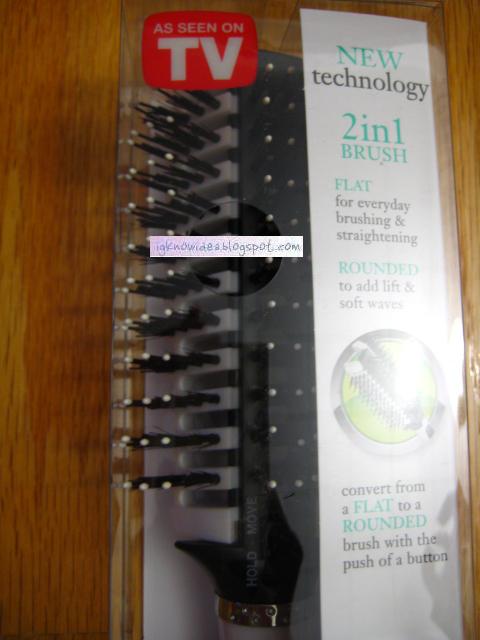 AS SEEN ON
TV
NEW
technology
2in1
BRUSH
FLAT
for everyday
brushing &
straightening
igknowidea.blogspot.com
ROUNDED
to add lift &
soft waves
convert from
a FLAT to a
ROUNDED
brush with the
push of a button
HOLD MOVE